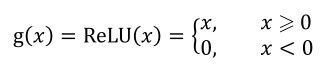 g(x) = ReLU(x) = { x, x ⩾ 0
0, x < 0